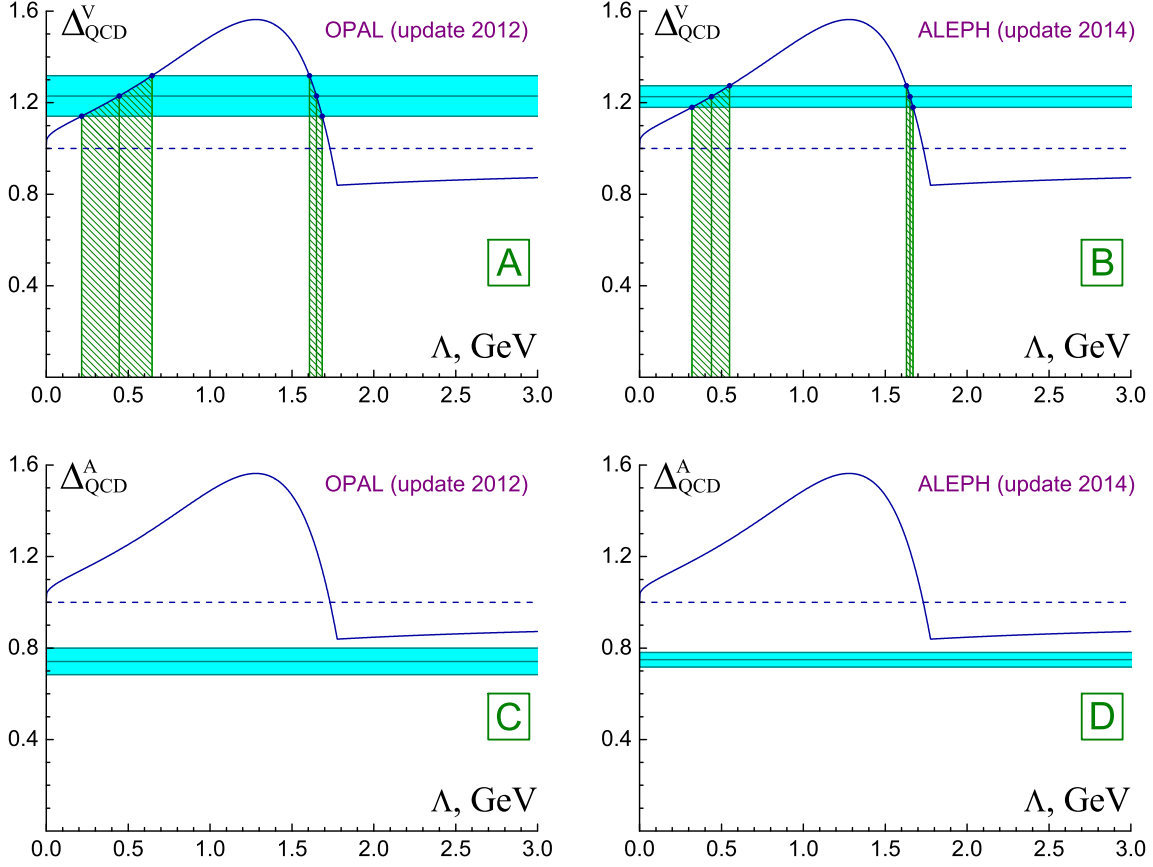 1.6
1.2
0.8
0.4
Δ^V_QCD
OPAL (update 2012)
A
Λ, GeV
0.0 0.5 1.0 1.5 2.0 2.5 3.0
1.6
1.2
0.8
0.4
Δ^V_QCD
ALEPH (update 2014)
B
Λ, GeV
0.0 0.5 1.0 1.5 2.0 2.5 3.0
1.6
1.2
0.8
0.4
Δ^A_QCD
OPAL (update 2012)
C
Λ, GeV
0.0 0.5 1.0 1.5 2.0 2.5 3.0
1.6
1.2
0.8
0.4
Δ^A_QCD
ALEPH (update 2014)
D
Λ, GeV
0.0 0.5 1.0 1.5 2.0 2.5 3.0